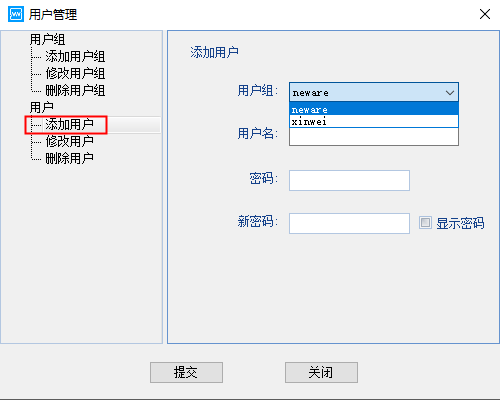 用户管理
用户组
添加用户组
修改用户组
删除用户组
用户
添加用户
修改用户
删除用户
添加用户
用户组: neware
neware
xinwei
用户名:
密码:
新密码: 显示密码
提交 关闭